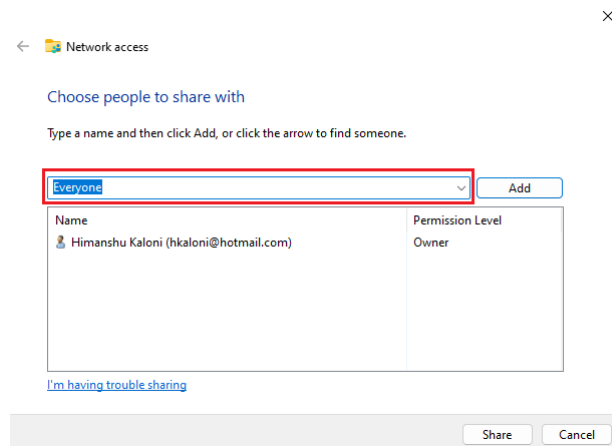 Network access
Choose people to share with
Type a name and then click Add, or click the arrow to find someone.
Everyone Add
Name Permission Level
Himanshu Kaloni (hkaloni@hotmail.com) Owner
I'm having trouble sharing
Share Cancel